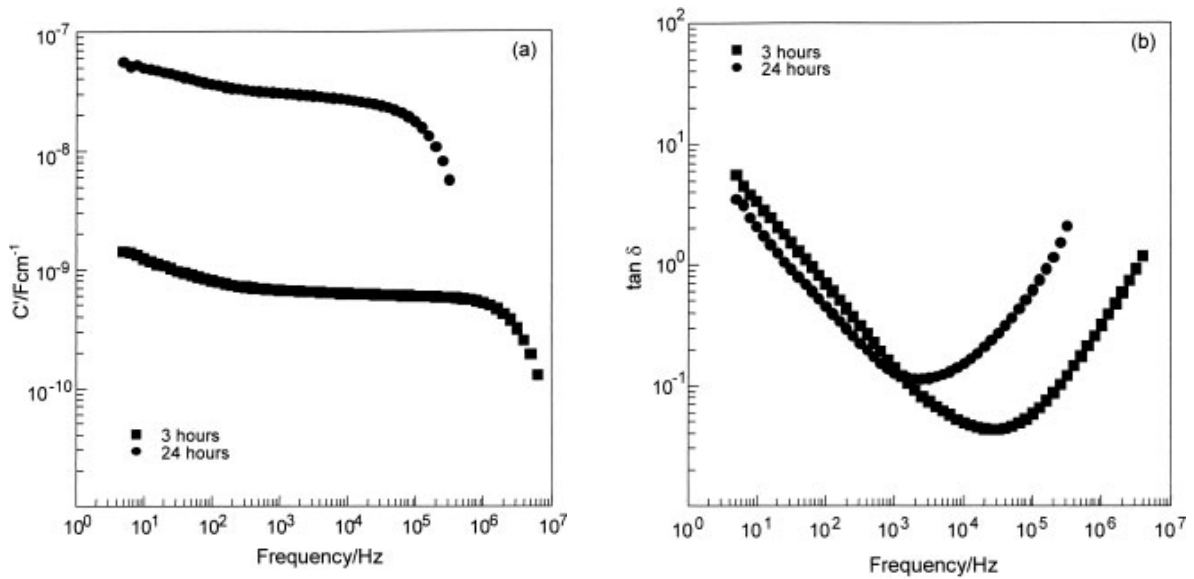 (a)
10⁻⁷
10⁻⁸
10⁻⁹
10⁻¹⁰
C'/Fcm⁻¹
3 hours
24 hours
10⁰ 10¹ 10² 10³ 10⁴ 10⁵ 10⁶ 10⁷
Frequency/Hz
(b)
3 hours
24 hours
10²
10¹
10⁰
10⁻¹
tan δ
10⁰ 10¹ 10² 10³ 10⁴ 10⁵ 10⁶ 10⁷
Frequency/Hz